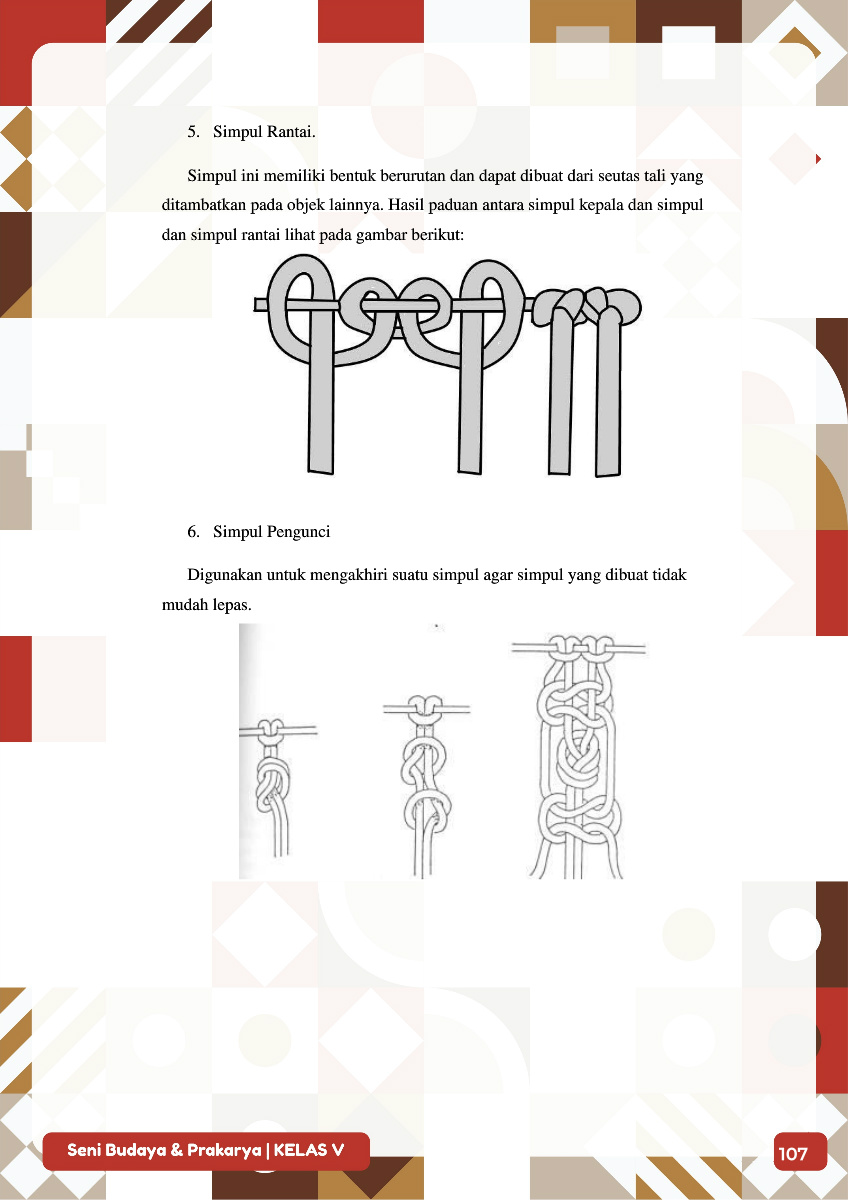 5. Simpul Rantai.
Simpul ini memiliki bentuk berurutan dan dapat dibuat dari seutas tali yang
ditambatkan pada objek lainnya. Hasil paduan antara simpul kepala dan simpul
dan simpul rantai lihat pada gambar berikut:
6. Simpul Pengunci
Digunakan untuk mengakhiri suatu simpul agar simpul yang dibuat tidak
mudah lepas.
Seni Budaya & Prakarya | KELAS V
107